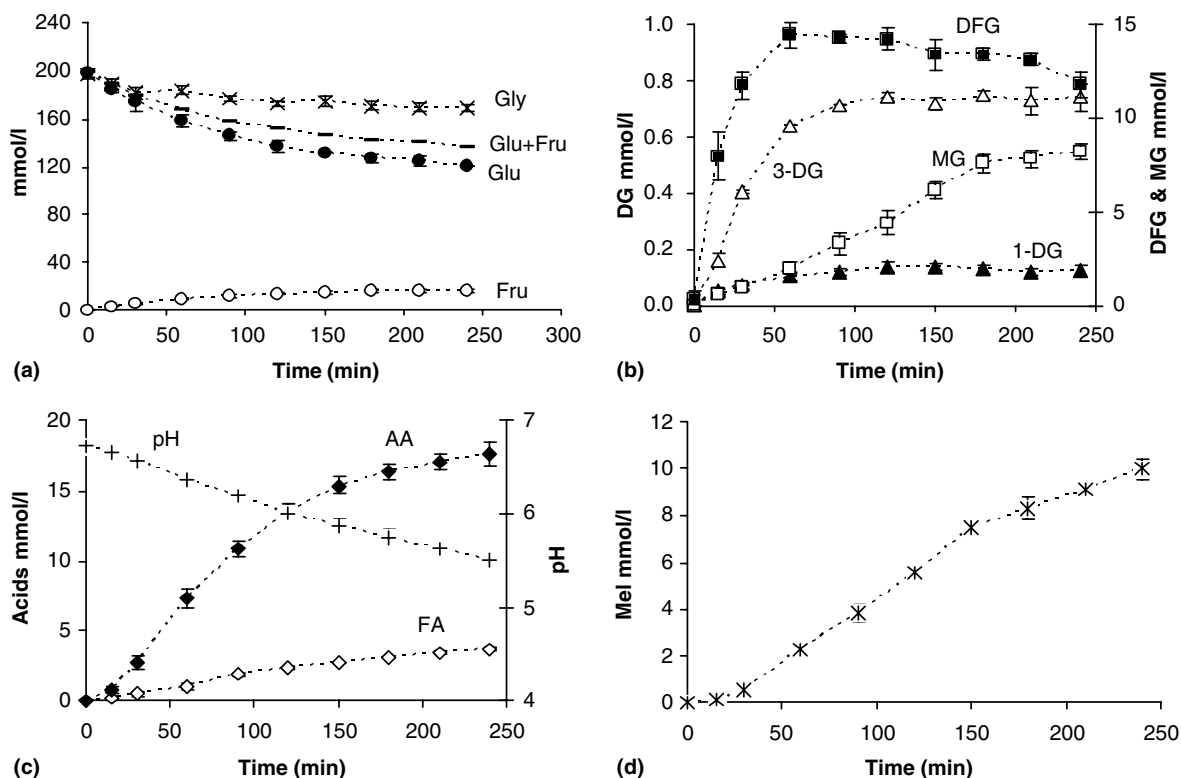 240
200
160
120
80
40
0
mmol/l
0 50 100 150 200 250 300
Time (min)
Gly
Glu+Fru
Glu
Fru
(a)
1.0
0.8
0.6
0.4
0.2
0.0
DG mmol/l
15
10
5
0
DFG & MG mmol/l
0 50 100 150 200 250
Time (min)
DFG
3-DG
MG
1-DG
(b)
20
15
10
5
0
Acids mmol/l
7
6
5
4
pH
0 50 100 150 200 250
Time (min)
pH
AA
FA
(c)
12
10
8
6
4
2
0
Mel mmol/l
0 50 100 150 200 250
Time (min)
(d)